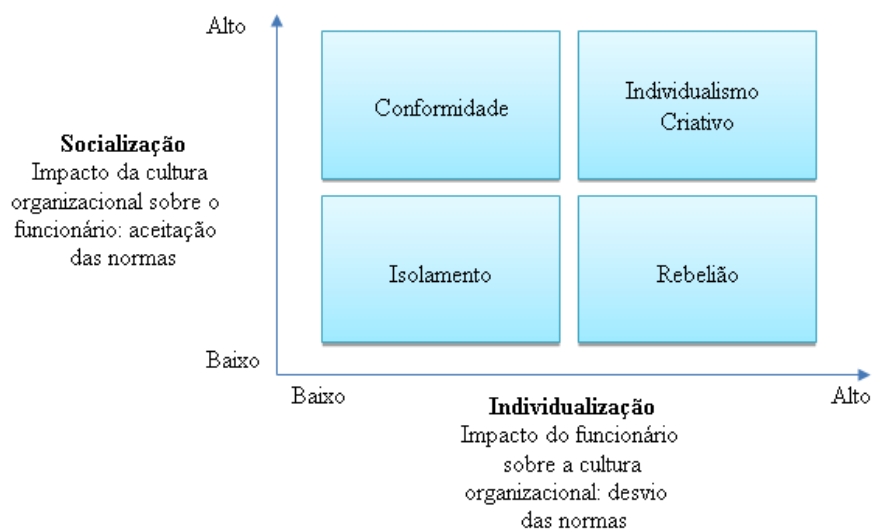 Alto
Conformidade
Individualismo
Criativo
Socialização
Impacto da cultura
organizacional sobre o
funcionário: aceitação
das normas
Isolamento
Rebelião
Baixo
Baixo
Alto
Individualização
Impacto do funcionário
sobre a cultura
organizacional: desvio
das normas